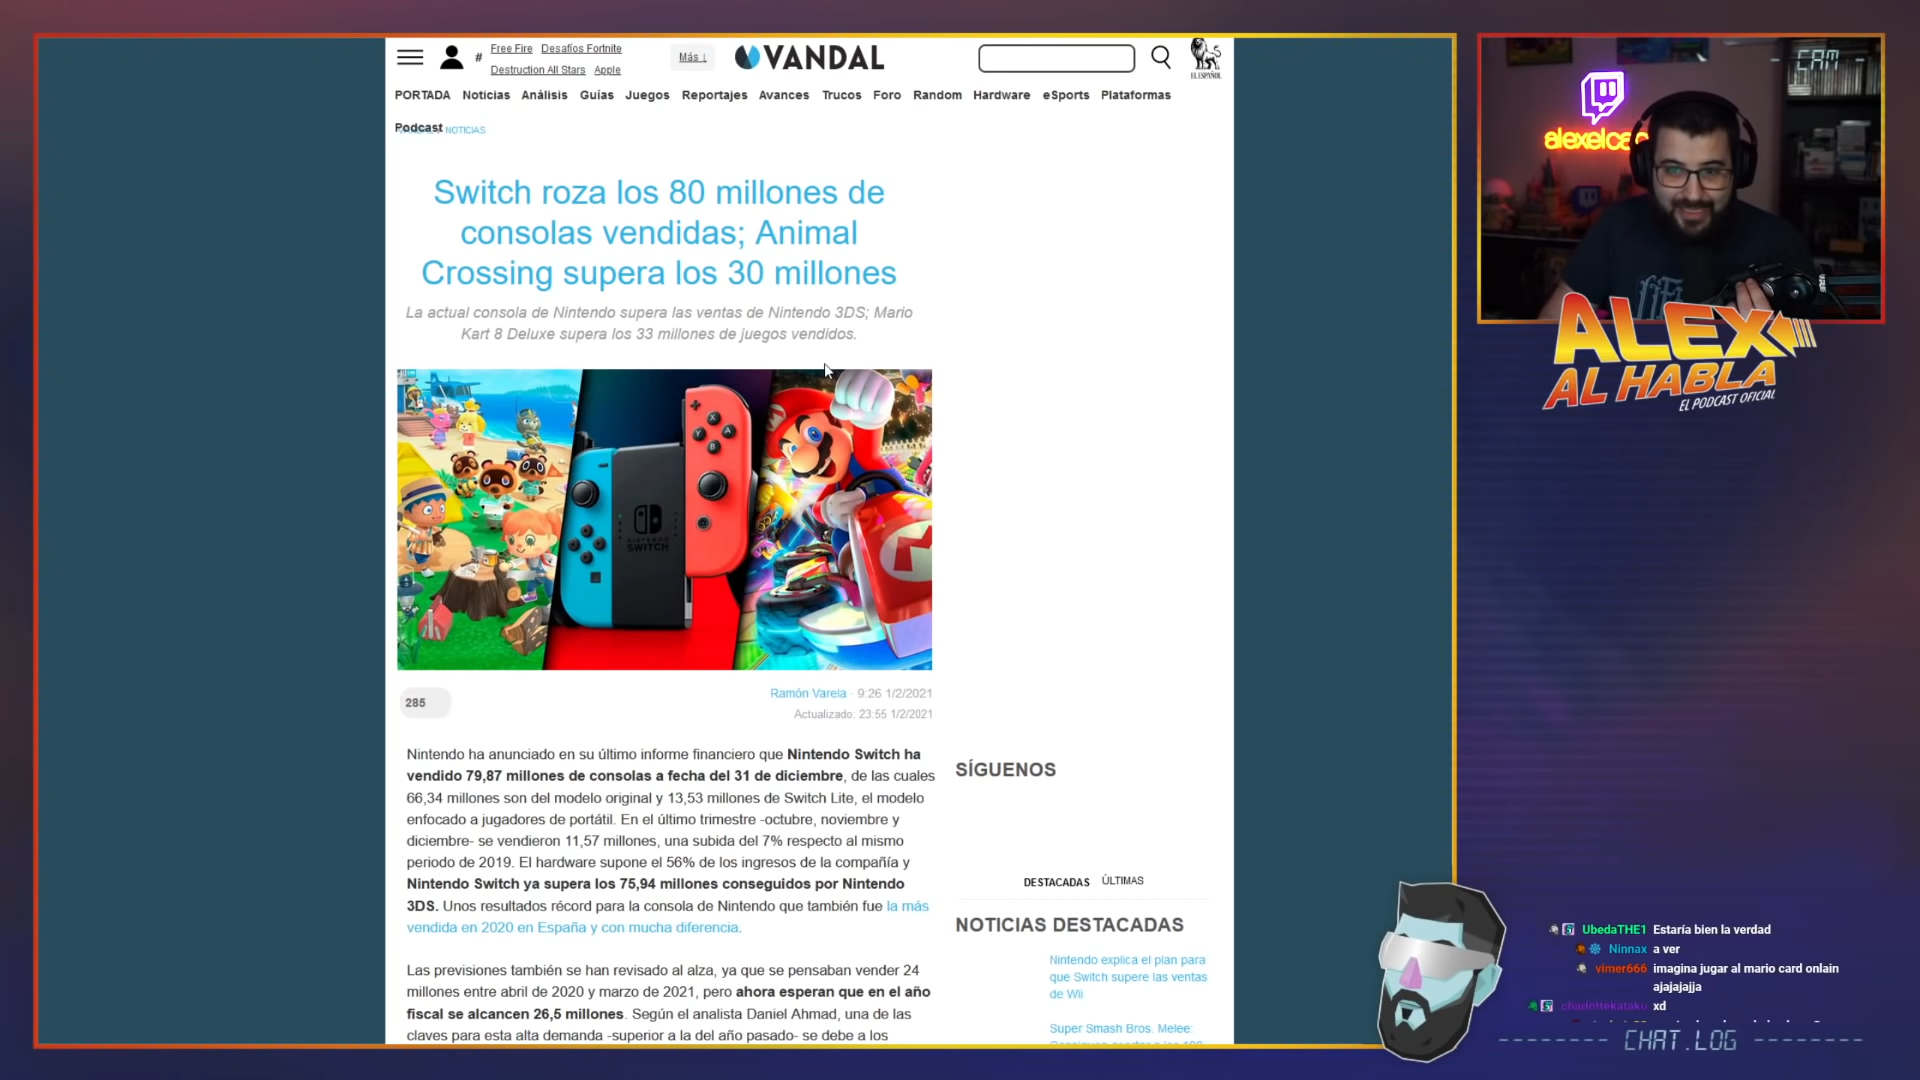 Free Fire Desafíos Fortnite
#
Destruction All Stars Apple
Más ↓
VANDAL
EL ESPAÑOL
PORTADA Noticias Análisis Guías Juegos Reportajes Avances Trucos Foro Random Hardware eSports Plataformas
Podcast
NOTICIAS
Switch roza los 80 millones de
consolas vendidas; Animal
Crossing supera los 30 millones
La actual consola de Nintendo supera las ventas de Nintendo 3DS; Mario
Kart 8 Deluxe supera los 33 millones de juegos vendidos.
NINTENDO
SWITCH
285
Ramón Varela · 9:26 1/2/2021
Actualizado: 23:55 1/2/2021
Nintendo ha anunciado en su último informe financiero que Nintendo Switch ha
vendido 79,87 millones de consolas a fecha del 31 de diciembre, de las cuales
66,34 millones son del modelo original y 13,53 millones de Switch Lite, el modelo
enfocado a jugadores de portátil. En el último trimestre -octubre, noviembre y
diciembre- se vendieron 11,57 millones, una subida del 7% respecto al mismo
periodo de 2019. El hardware supone el 56% de los ingresos de la compañía y
Nintendo Switch ya supera los 75,94 millones conseguidos por Nintendo
3DS. Unos resultados récord para la consola de Nintendo que también fue la más
vendida en 2020 en España y con mucha diferencia.
Las previsiones también se han revisado al alza, ya que se pensaban vender 24
millones entre abril de 2020 y marzo de 2021, pero ahora esperan que en el año
fiscal se alcancen 26,5 millones. Según el analista Daniel Ahmad, una de las
claves para esta alta demanda -superior a la del año pasado- se debe a los
SÍGUENOS
DESTACADAS ÚLTIMAS
NOTICIAS DESTACADAS
Nintendo explica el plan para
que Switch supere las ventas
de Wii
Super Smash Bros. Melee:
- CAM -
ALEX
AL HABLA
EL PODCAST OFICIAL
UbedaTHE1 Estaría bien la verdad
Ninnax a ver
vimer666 imagina jugar al mario card onlain
ajajajajja
charlottekataku xd
CHAT.LOG